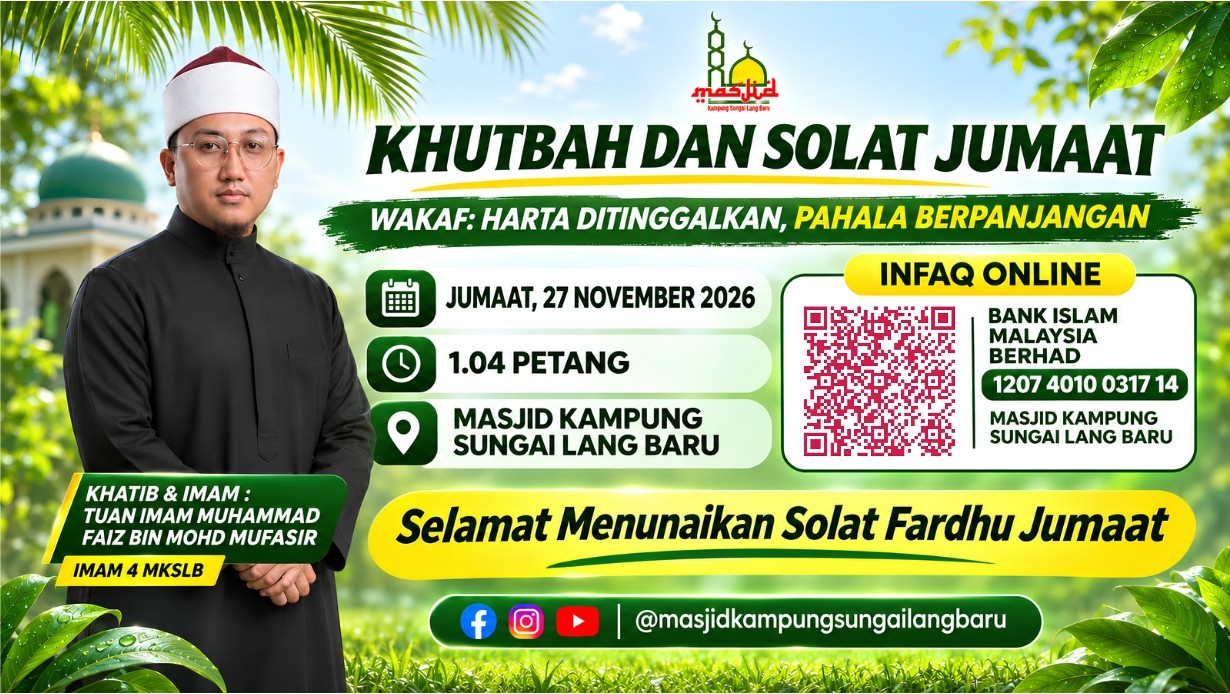 masjid
Kampung Sungai Lang Baru
KHUTBAH DAN SOLAT JUMAAT
WAKAF: HARTA DITINGGALKAN, PAHALA BERPANJANGAN
JUMAAT, 27 NOVEMBER 2026
1.04 PETANG
MASJID KAMPUNG
SUNGAI LANG BARU
INFAQ ONLINE
BANK ISLAM
MALAYSIA
BERHAD
1207 4010 0317 14
MASJID KAMPUNG
SUNGAI LANG BARU
KHATIB & IMAM :
TUAN IMAM MUHAMMAD
FAIZ BIN MOHD MUFASIR
IMAM 4 MKSLB
Selamat Menunaikan Solat Fardhu Jumaat
@masjidkampungsungailangbaru